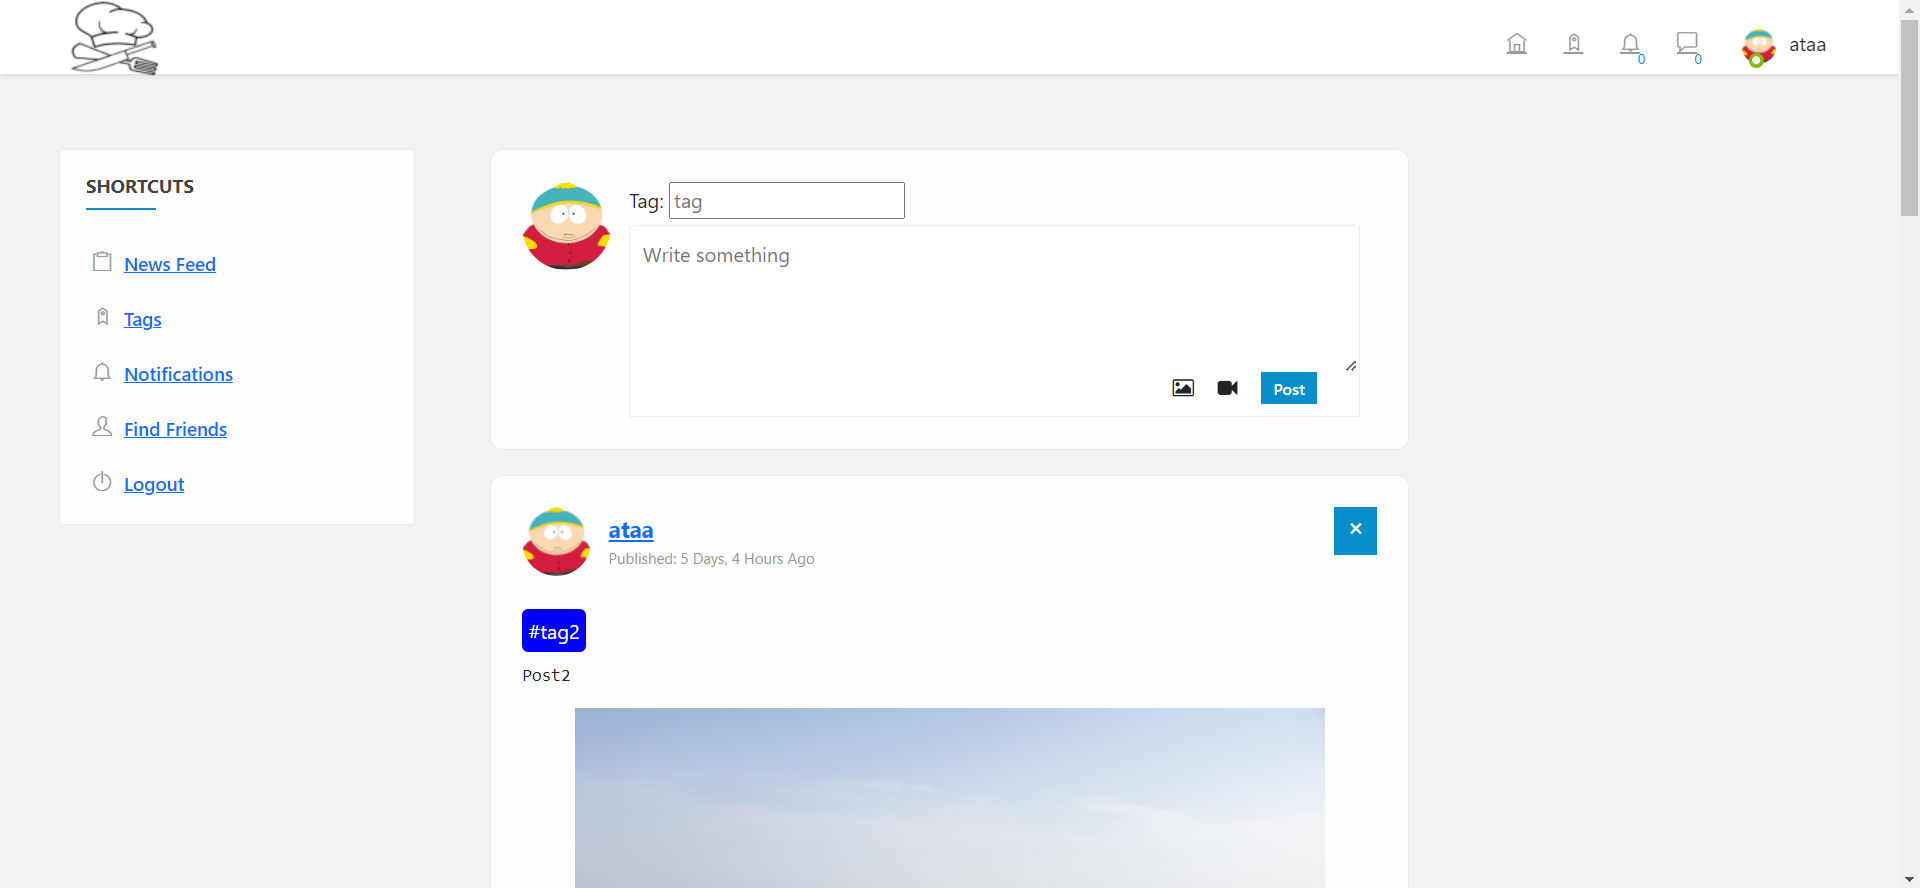 0
0
ataa
SHORTCUTS
News Feed
Tags
Notifications
Find Friends
Logout
Tag: tag
Write something
Post
ataa
Published: 5 Days, 4 Hours Ago
#tag2
Post2